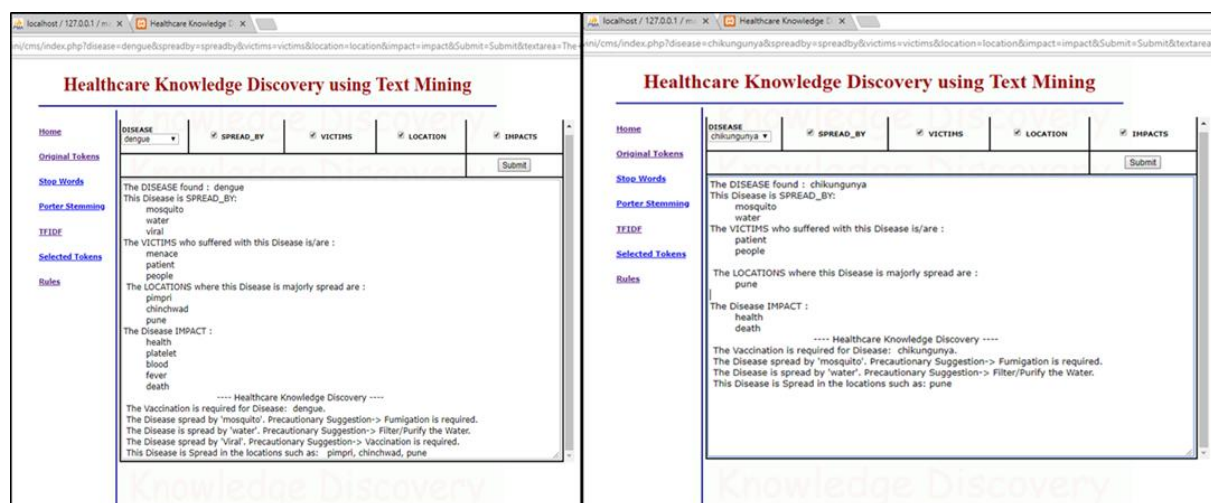 localhost / 127.0.0.1 / m
Healthcare Knowledge D
ni/cms/index.php?disease=dengue&spreadby=spreadby&victims=victims&location=location&impact=impact&Submit=Submit&textarea=The
Healthcare Knowledge Discovery using Text Mining
Knowledge Discovery
Home
Original Tokens
Stop Words
Porter Stemming
TFIDF
Selected Tokens
Rules
DISEASE
dengue
SPREAD_BY
VICTIMS
LOCATION
IMPACTS
Submit
The DISEASE found : dengue
This Disease is SPREAD_BY:
mosquito
water
viral
The VICTIMS who suffered with this Disease is/are :
menace
patient
people
The LOCATIONS where this Disease is majorly spread are :
pimpri
chinchwad
pune
The Disease IMPACT :
health
platelet
blood
fever
death
---- Healthcare Knowledge Discovery ----
The Vaccination is required for Disease: dengue.
The Disease spread by 'mosquito'. Precautionary Suggestion-> Fumigation is required.
The Disease is spread by 'water'. Precautionary Suggestion-> Filter/Purify the Water.
The Disease spread by 'Viral'. Precautionary Suggestion-> Vaccination is required.
This Disease is Spread in the locations such as: pimpri, chinchwad, pune
Knowledge Discovery
localhost / 127.0.0.1 / m
Healthcare Knowledge D
nni/cms/index.php?disease=chikungunya&spreadby=spreadby&victims=victims&location=location&impact=impact&Submit=Submit&textarea
Healthcare Knowledge Discovery using Text Mining
Knowledge Discovery
Home
Original Tokens
Stop Words
Porter Stemming
TFIDF
Selected Tokens
Rules
DISEASE
chikungunya
SPREAD_BY
VICTIMS
LOCATION
IMPACTS
Submit
The DISEASE found : chikungunya
This Disease is SPREAD_BY:
mosquito
water
The VICTIMS who suffered with this Disease is/are :
patient
people
The LOCATIONS where this Disease is majorly spread are :
pune
The Disease IMPACT :
health
death
---- Healthcare Knowledge Discovery ----
The Vaccination is required for Disease: chikungunya.
The Disease spread by 'mosquito'. Precautionary Suggestion-> Fumigation is required.
The Disease is spread by 'water'. Precautionary Suggestion-> Filter/Purify the Water.
This Disease is Spread in the locations such as: pune
Knowledge Discovery